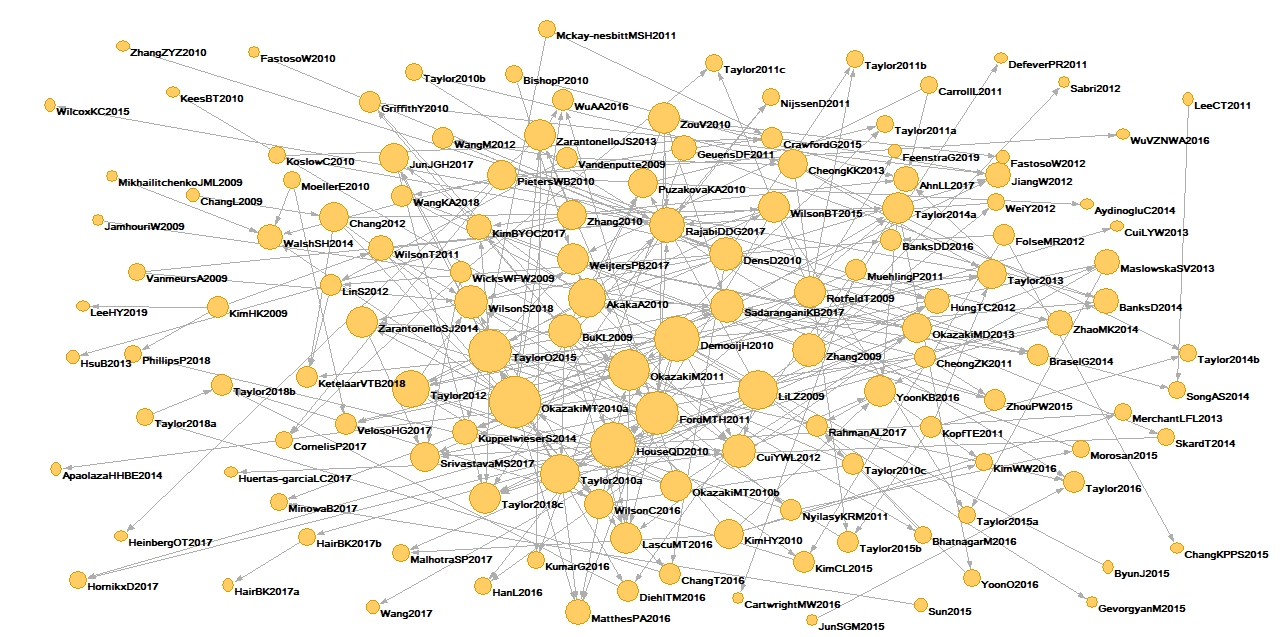 Mckay-nesbittMSH2011
ZhangZYZ2010
FastosoW2010
Taylor2010b
BishopP2010
Taylor2011c
Taylor2011b
DefeverPR2011
Sabri2012
KeesBT2010
WilcoxKC2015
GriffithY2010
WuAA2016
NijssenD2011
CarrollL2011
LeeCT2011
ZouV2010
Taylor2011a
WangM2012
ZarantonelloJS2013
CrawfordG2015
WuVZNWA2016
GeuensDF2011
KoslowC2010
JunJGH2017
Vandenputte2009
CheongKK2013
FeenstraG2019
FastosoW2012
MikhailitchenkoJML2009
MoellerE2010
PietersWB2010
PuzakovaKA2010
AhnLL2017
JiangW2012
ChangL2009
WangKA2018
WilsonBT2015
Taylor2014a
WeiY2012
AydinogluC2014
JamhouriW2009
Chang2012
KimBYOC2017
Zhang2010
RajabiDDG2017
CuiLYW2013
WalshSH2014
WilsonT2011
BanksDD2016
FolseMR2012
WeijtersPB2017
DensD2010
VanmeursA2009
WicksWFW2009
MuehlingP2011
Taylor2013
MaslowskaSV2013
LinS2012
LeeHY2019
KimHK2009
WilsonS2018
AkakaA2010
SadaranganiKB2017
RotfeldT2009
HungTC2012
BanksD2014
ZarantonelloSJ2014
BuKL2009
DemooijH2010
OkazakiMD2013
ZhaoMK2014
HsuB2013
PhillipsP2018
TaylorO2015
Zhang2009
CheongZK2011
BraselG2014
Taylor2014b
KetelaarVTB2018
OkazakiM2011
Taylor2018b
Taylor2012
LiLZ2009
YoonKB2016
SongAS2014
OkazakiMT2010a
ZhouPW2015
Taylor2018a
VelosoHG2017
FordMTH2011
RahmanAL2017
KopfTE2011
MerchantLFL2013
CornelisP2017
KuppelwieserS2014
HouseQD2010
CuiYWL2012
SkardT2014
Morosan2015
ApaolazaHHBE2014
Huertas-garciaLC2017
SrivastavaMS2017
Taylor2010a
Taylor2010c
KimWW2016
Taylor2016
OkazakiMT2010b
MinowaB2017
Taylor2018c
WilsonC2016
NyilasyKRM2011
Taylor2015a
HeinbergOT2017
HairBK2017b
LascuMT2016
KimHY2010
Taylor2015b
BhatnagarM2016
ChangKPPS2015
MalhotraSP2017
KumarG2016
KimCL2015
ByunJ2015
HornikxD2017
HairBK2017a
HanL2016
ChangT2016
YoonO2016
DiehlTM2016
CartwrightMW2016
Sun2015
GevorgyanM2015
Wang2017
MatthesPA2016
JunSGM2015